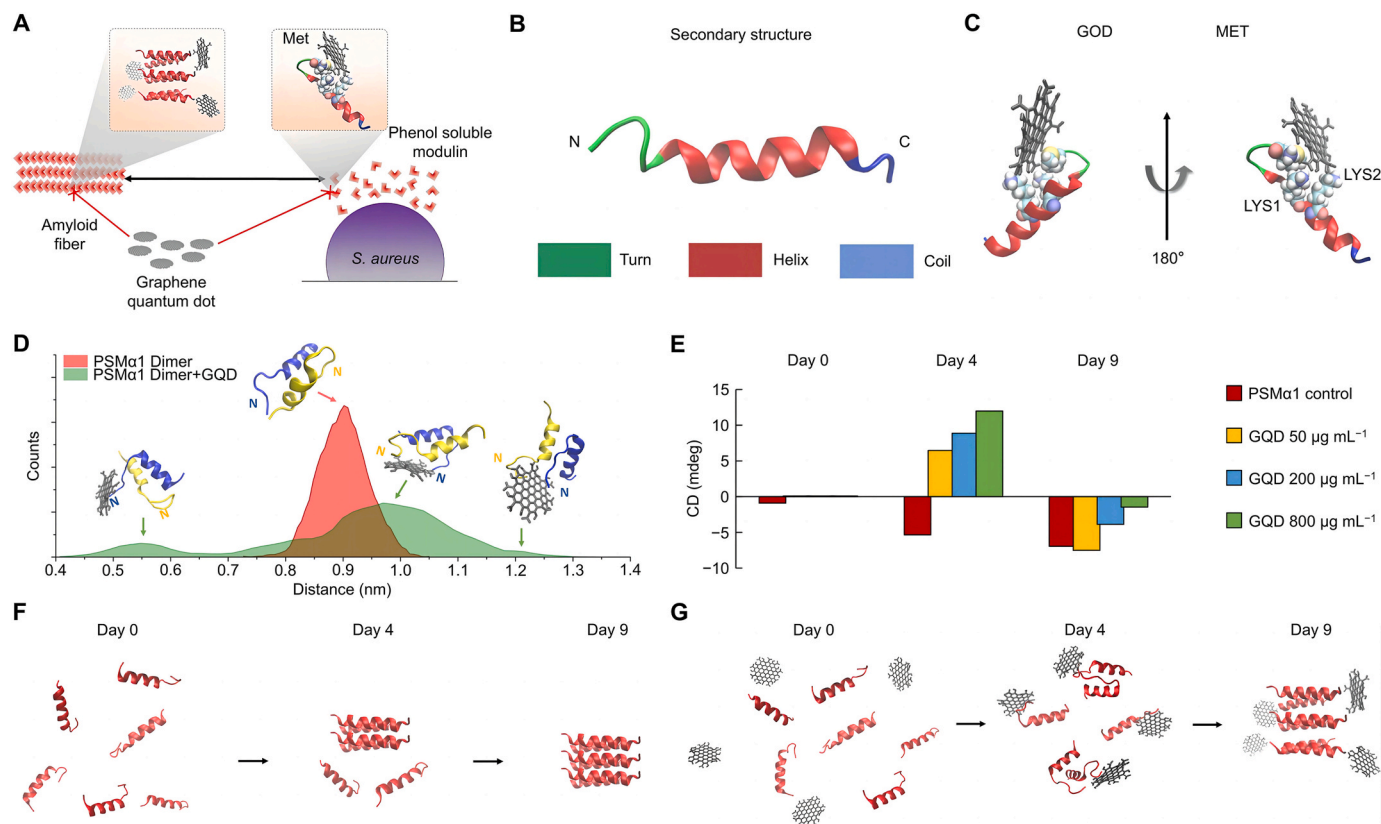 A
Met
Phenol soluble
modulin
Amyloid
fiber
S. aureus
Graphene
quantum dot
B
Secondary structure
N
C
Turn
Helix
Coil
C
GOD
MET
LYS2
LYS1
180°
D
PSMα1 Dimer
PSMα1 Dimer+GQD
Counts
N
N
N
N
N
N
N
N
0.4 0.5 0.6 0.7 0.8 0.9 1.0 1.1 1.2 1.3 1.4
Distance (nm)
E
Day 0 Day 4 Day 9
CD (mdeg)
15
10
5
0
−5
−10
PSMα1 control
GQD 50 µg mL⁻¹
GQD 200 µg mL⁻¹
GQD 800 µg mL⁻¹
F
Day 0 Day 4 Day 9
G
Day 0 Day 4 Day 9